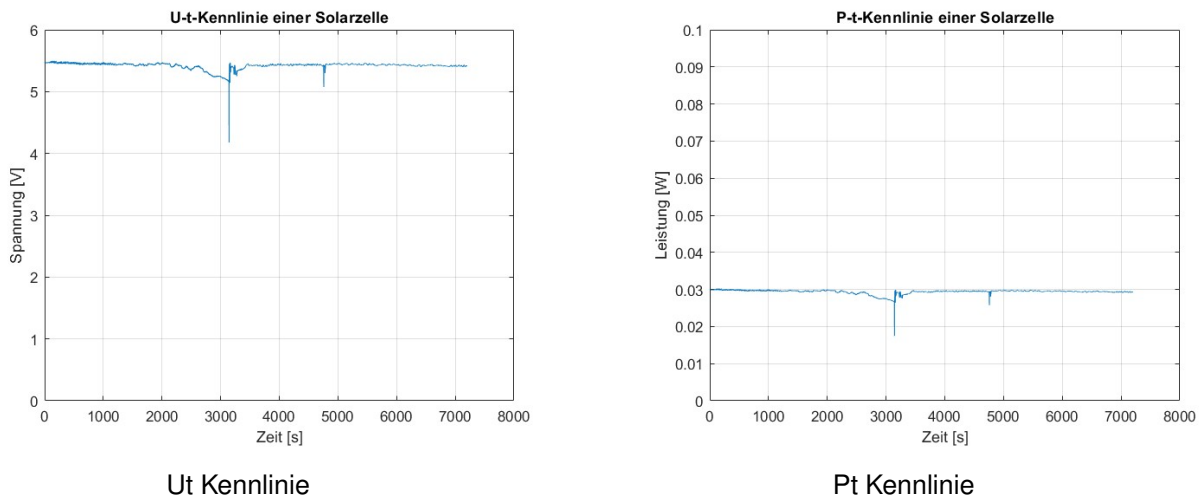 U-t-Kennlinie einer Solarzelle
6
5
4
3
2
1
0
Spannung [V]
0 1000 2000 3000 4000 5000 6000 7000 8000
Zeit [s]
Ut Kennlinie
P-t-Kennlinie einer Solarzelle
0.1
0.09
0.08
0.07
0.06
0.05
0.04
0.03
0.02
0.01
0
Leistung [W]
0 1000 2000 3000 4000 5000 6000 7000 8000
Zeit [s]
Pt Kennlinie